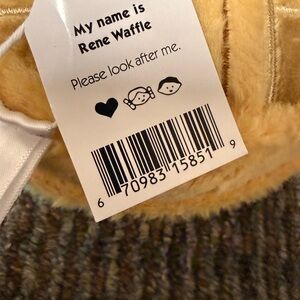 My name is
Rene Waffle
Please look after me.
6 70983 15851 9